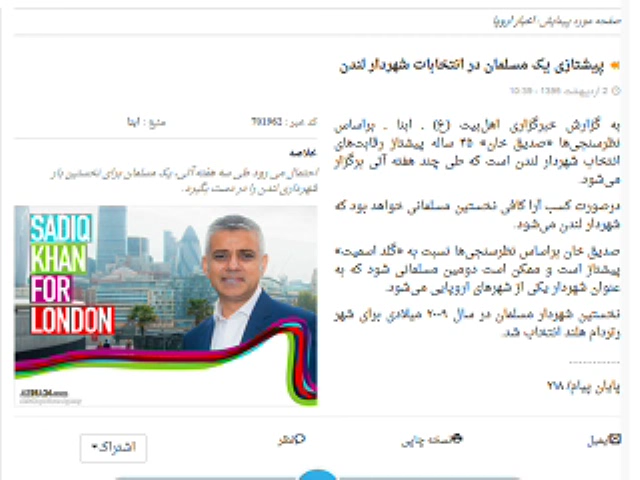 صفحه مورد پیمایش: اخبار اروپا
پیشتازی یک مسلمان در انتخابات شهردار لندن
2 اردیبهشت 1395 - 10:39
کد خبر : 701962
منبع : ابنا
خلاصه
احتمال می رود طی سه هفته آتی، یک مسلمان برای نخستین بار
شهرداری لندن را در دست بگیرد.
SADIQ
KHAN
FOR
LONDON
ABNA24.com
به گزارش خبرگزاری اهل‌بیت (ع) ـ ابنا ـ براساس
نظرسنجی‌ها «صدیق خان» ۴۵ ساله پیشتاز رقابت‌های
انتخاب شهردار لندن است که طی چند هفته آتی برگزار
می‌شود.
درصورت کسب آرا کافی نخستین مسلمانی خواهد بود که
شهردار لندن می‌شود.
صدیق خان براساس نظرسنجی‌ها نسبت به «گلد اسمیت»
پیشتاز است و ممکن است دومین مسلمانی شود که به
عنوان شهردار یکی از شهرهای اروپایی می‌شود.
نخستین شهردار مسلمان در سال ۲۰۰۹ میلادی برای شهر
رتردام هلند انتخاب شد.
--------------
پایان پیام/ ۲۱۸
ایمیل
نسخه چاپی
نظر
اشتراک